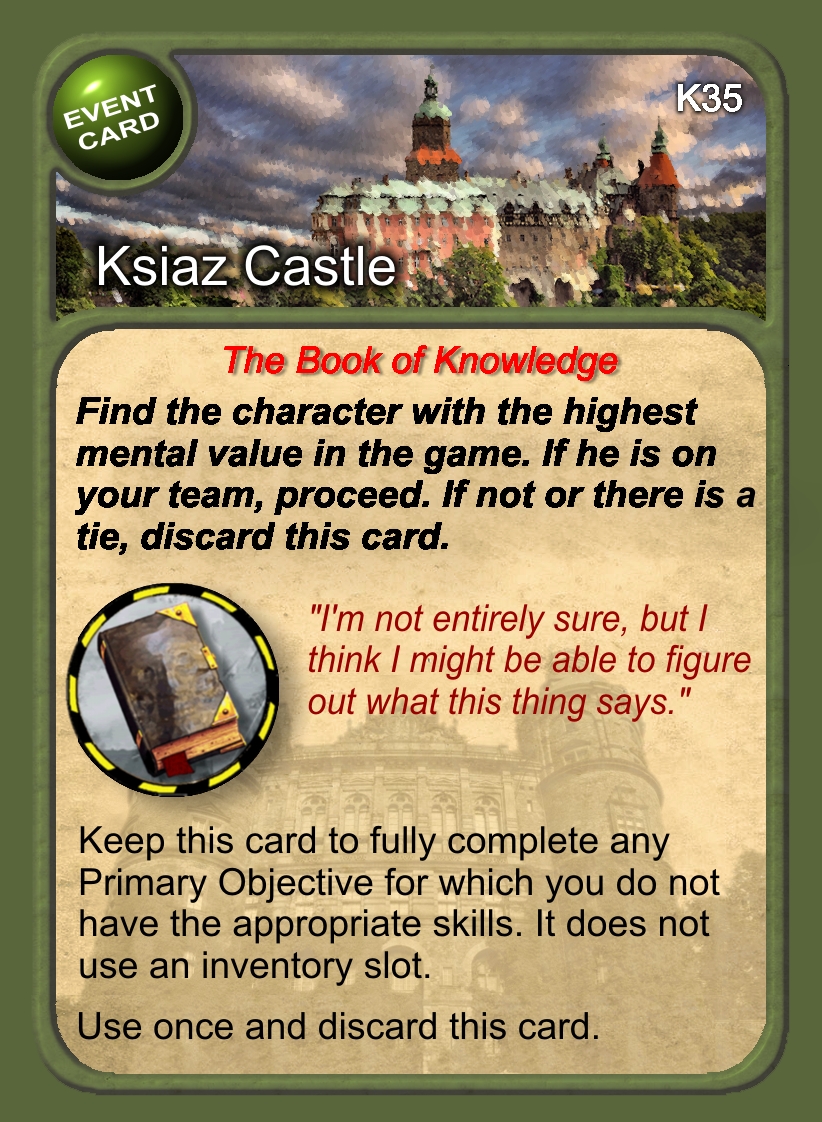 EVENT
CARD
K35
Ksiaz Castle
The Book of Knowledge
Find the character with the highest
mental value in the game. If he is on
your team, proceed. If not or there is a
tie, discard this card.
"I'm not entirely sure, but I
think I might be able to figure
out what this thing says."
Keep this card to fully complete any
Primary Objective for which you do not
have the appropriate skills. It does not
use an inventory slot.
Use once and discard this card.